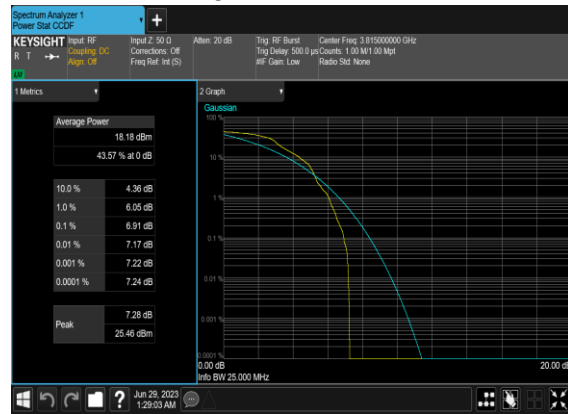 Spectrum Analyzer 1
Power Stat CCDF
KEYSIGHT
R T
LXI
Input: RF
Coupling: DC
Align: Off
Input Z: 50 Ω
Corrections: Off
Freq Ref: Int (S)
Atten: 20 dB
Trig: RF Burst
Trig Delay: 500.0 µs
#IF Gain: Low
Center Freq: 3.815000000 GHz
Counts: 1.00 M/1.00 Mpt
Radio Std: None
1 Metrics
Average Power
18.18 dBm
43.57 % at 0 dB
10.0 % 4.36 dB
1.0 % 6.05 dB
0.1 % 6.91 dB
0.01 % 7.17 dB
0.001 % 7.22 dB
0.0001 % 7.24 dB
Peak
7.28 dB
25.46 dBm
2 Graph
Gaussian
100 %
10 %
1 %
0.1 %
0.01 %
0.001 %
0.0001 %
0.00 dB
20.00 dB
Info BW 25.000 MHz
?
Jun 29, 2023
1:29:03 AM